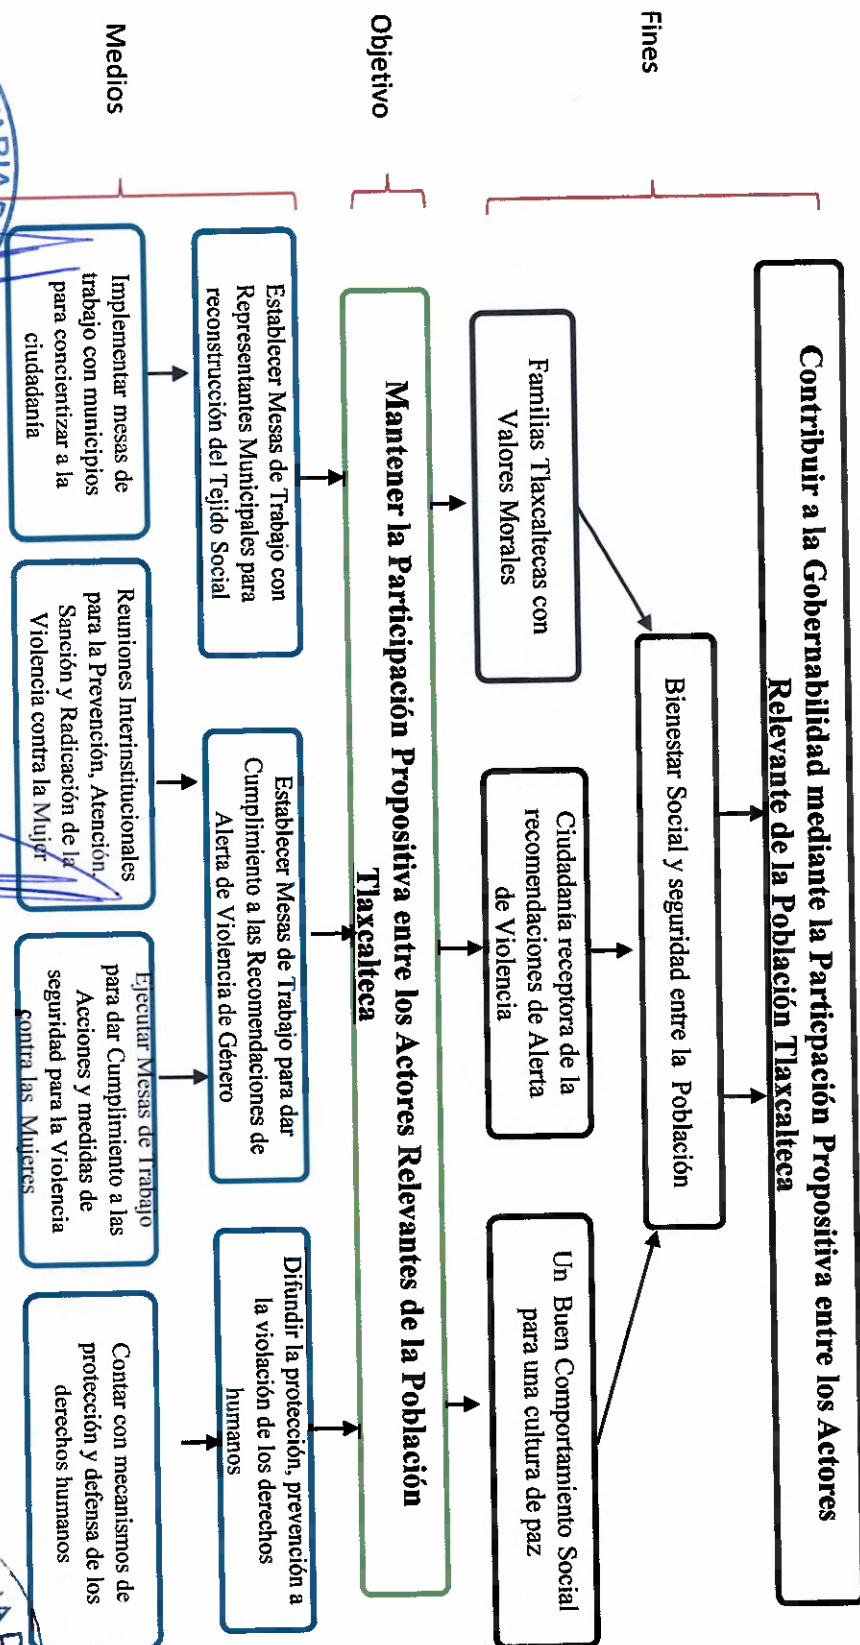 Contribuir a la Gobernabilidad mediante la Particpación Propositiva entre los Actores
Relevante de la Población Tlaxcalteca
Fines
Bienestar Social y seguridad entre la Población
Familias Tlaxcaltecas con
Valores Morales
Ciudadanía receptora de la
recomendaciones de Alerta
de Violencia
Un Buen Comportamiento Social
para una cultura de paz
Objetivo
Mantener la Participación Propositiva entre los Actores Relevantes de la Población
Tlaxcalteca
Medios
Establecer Mesas de Trabajo con
Representantes Municipales para
reconstrucción del Tejido Social
Establecer Mesas de Trabajo para dar
Cumplimiento a las Recomendaciones de
Alerta de Violencia de Género
Difundir la protección, prevención a
la violación de los derechos
humanos
Implementar mesas de
trabajo con municipios
para concientizar a la
ciudadanía
Reuniones Interinstitucionales
para la Prevención, Atención,
Sanción y Radicación de la
Violencia contra la Mujer
Ejecutar Mesas de Trabajo
para dar Cumplimiento a las
Acciones y medidas de
seguridad para la Violencia
contra las Mujeres
Contar con mecanismos de
protección y defensa de los
derechos humanos